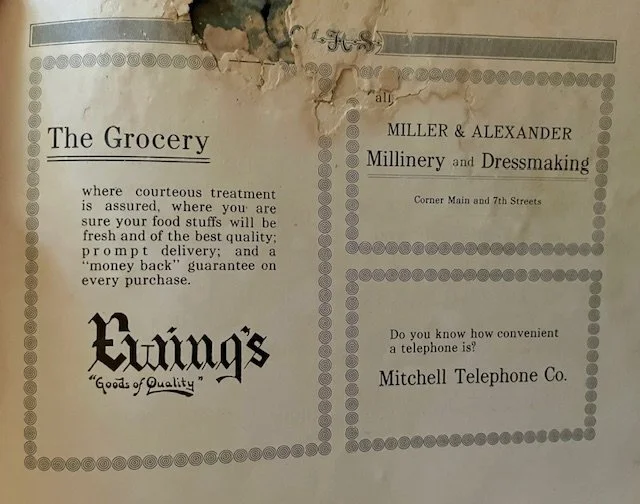 H. S.
The Grocery
where courteous treatment
is assured, where you are
sure your food stuffs will be
fresh and of the best quality;
prompt delivery; and a
"money back" guarantee on
every purchase.
Ewing's
"Goods of Quality"
all
MILLER & ALEXANDER
Millinery and Dressmaking
Corner Main and 7th Streets
Do you know how convenient
a telephone is?
Mitchell Telephone Co.